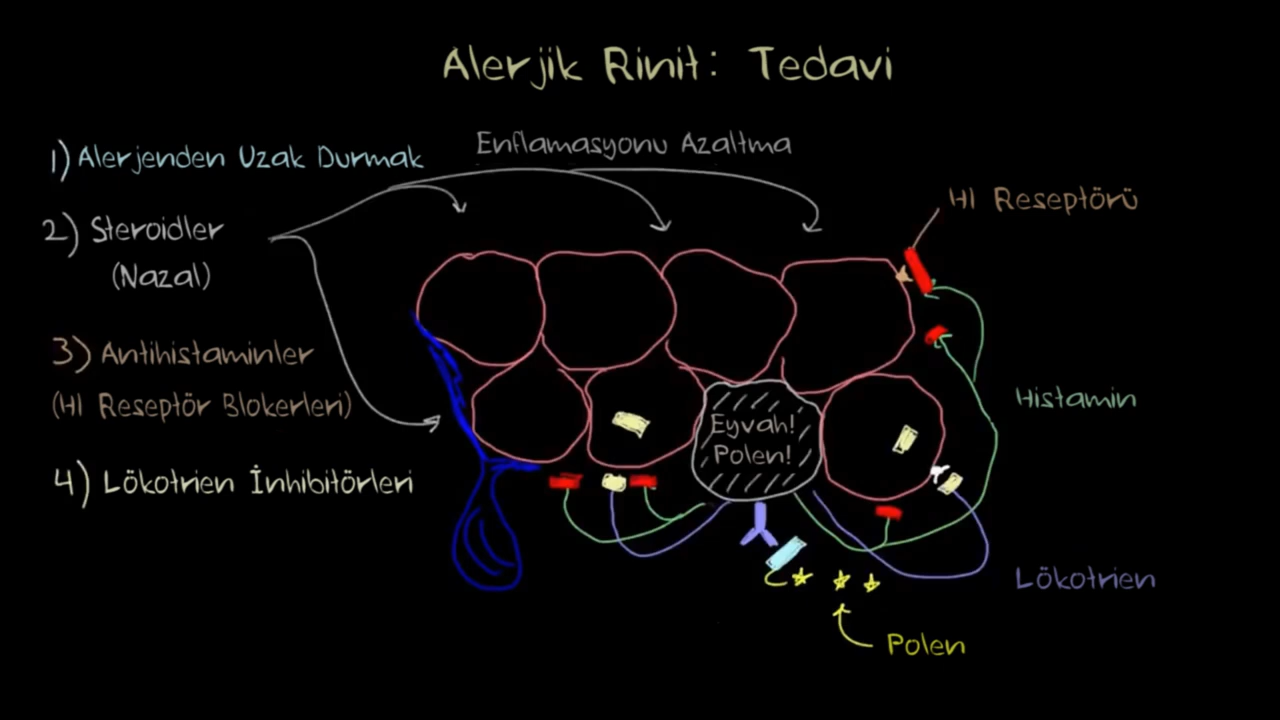 Alerjik Rinit: Tedavi
1) Alerjenden Uzak Durmak
Enflamasyonu Azaltma
2) Steroidler
(Nazal)
H1 Reseptörü
3) Antihistaminler
(H1 Reseptör Blokerleri)
Histamin
Eyvah!
Polen!
4) Lökotrien İnhibitörleri
Lökotrien
Polen